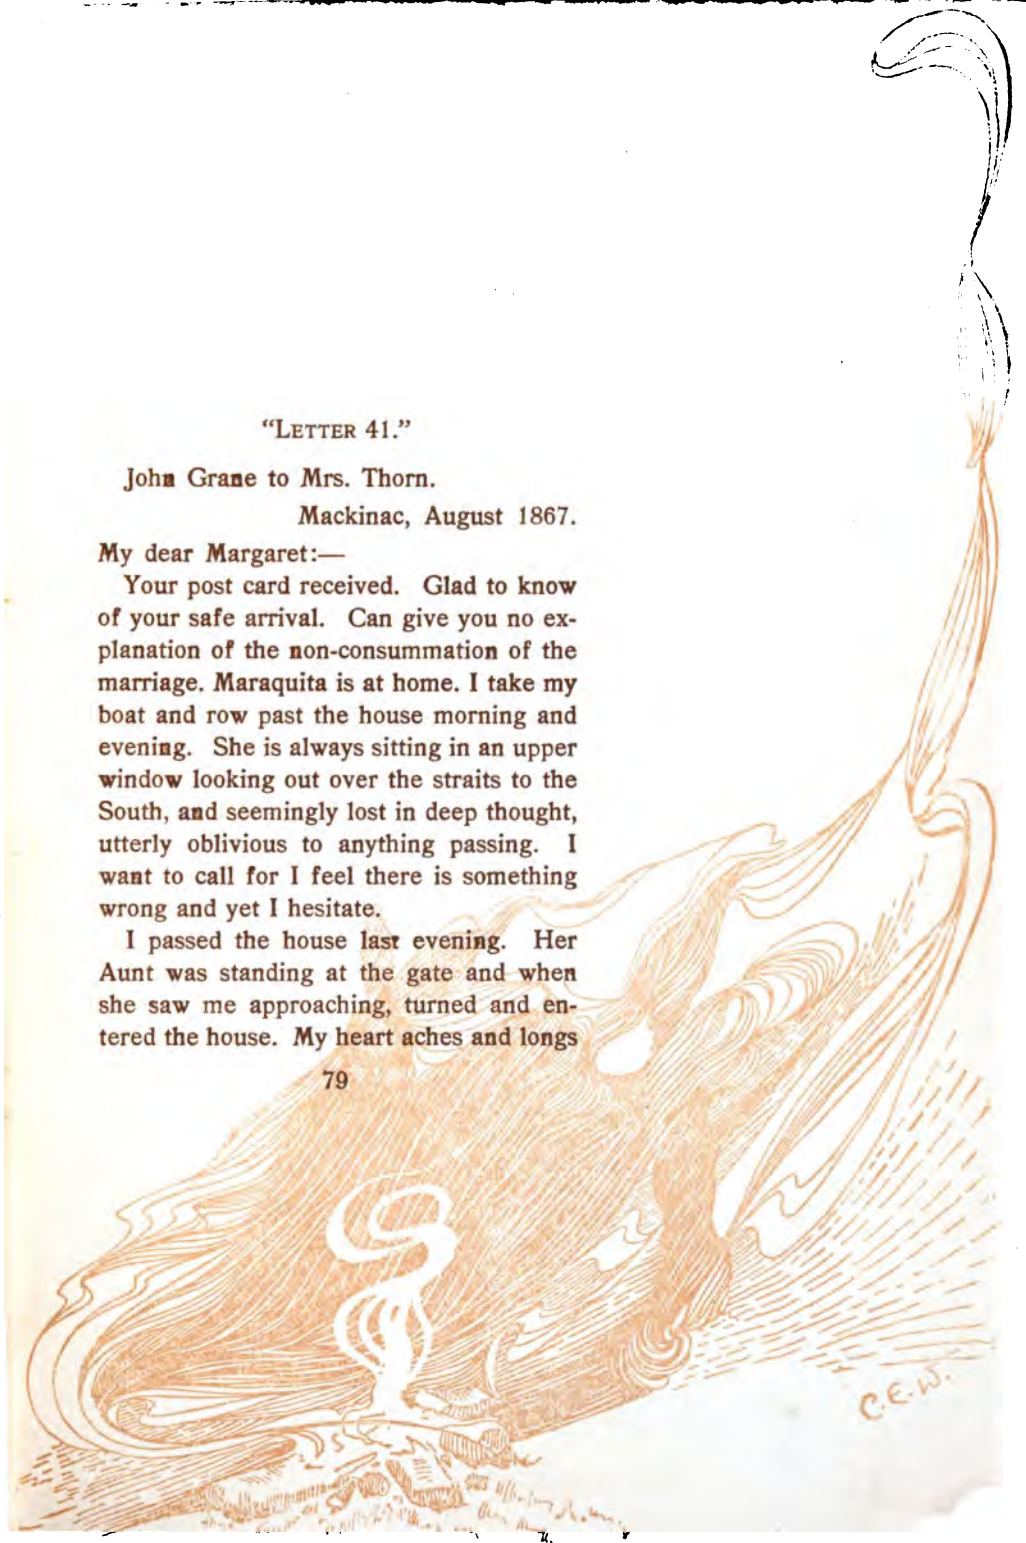 “LETTER 41.”
John Grane to Mrs. Thorn.
Mackinac, August 1867.
My dear Margaret:—
Your post card received. Glad to know
of your safe arrival. Can give you no ex-
planation of the non-consummation of the
marriage. Maraquita is at home. I take my
boat and row past the house morning and
evening. She is always sitting in an upper
window looking out over the straits to the
South, and seemingly lost in deep thought,
utterly oblivious to anything passing. I
want to call for I feel there is something
wrong and yet I hesitate.
I passed the house last evening. Her
Aunt was standing at the gate and when
she saw me approaching, turned and en-
tered the house. My heart aches and longs
79
C.E.W.